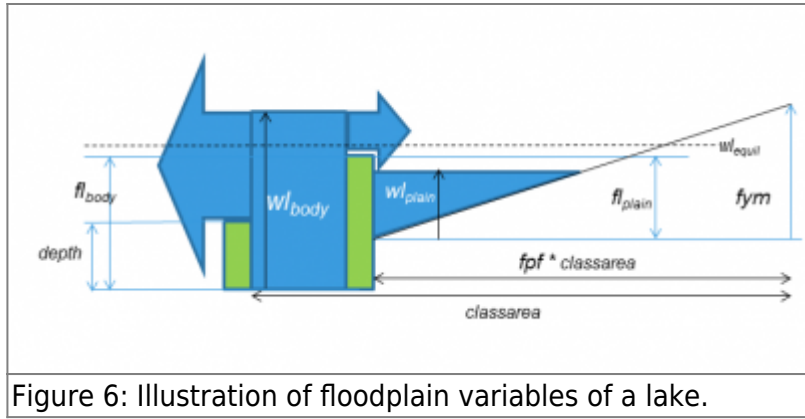 wl_equil
fl_body
wl_body
wl_plain
fl_plain
fym
depth
fpf * classarea
classarea
Figure 6: Illustration of floodplain variables of a lake.